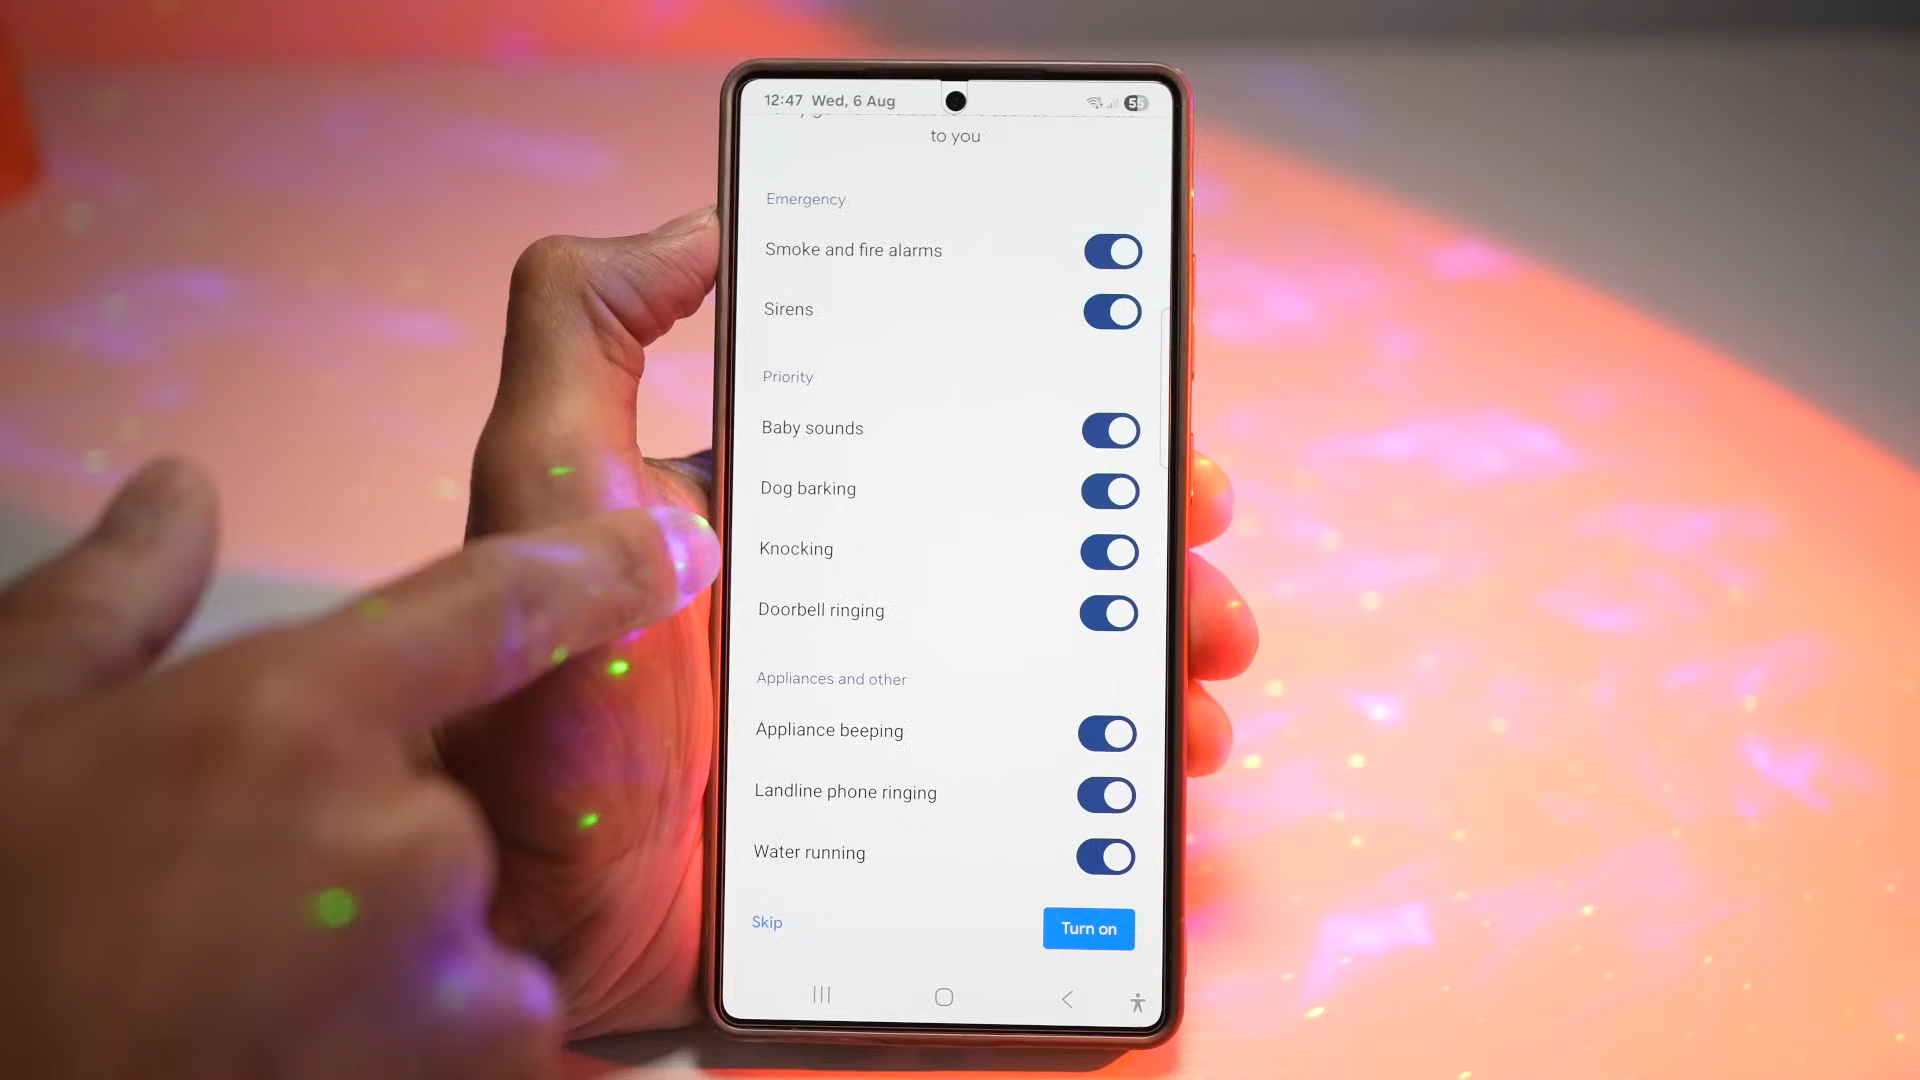 12:47 Wed, 6 Aug
55
to you
Emergency
Smoke and fire alarms
Sirens
Priority
Baby sounds
Dog barking
Knocking
Doorbell ringing
Appliances and other
Appliance beeping
Landline phone ringing
Water running
Skip
Turn on